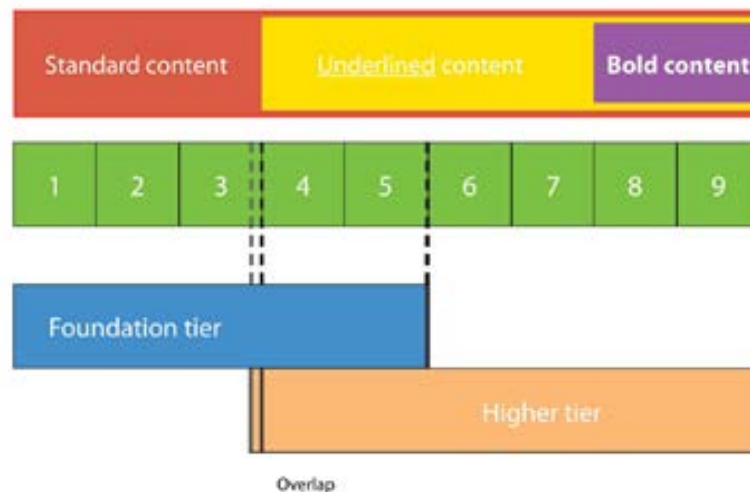 Standard content
Underlined content
Bold content
1 2 3 4 5 6 7 8 9
Foundation tier
Higher tier
Overlap